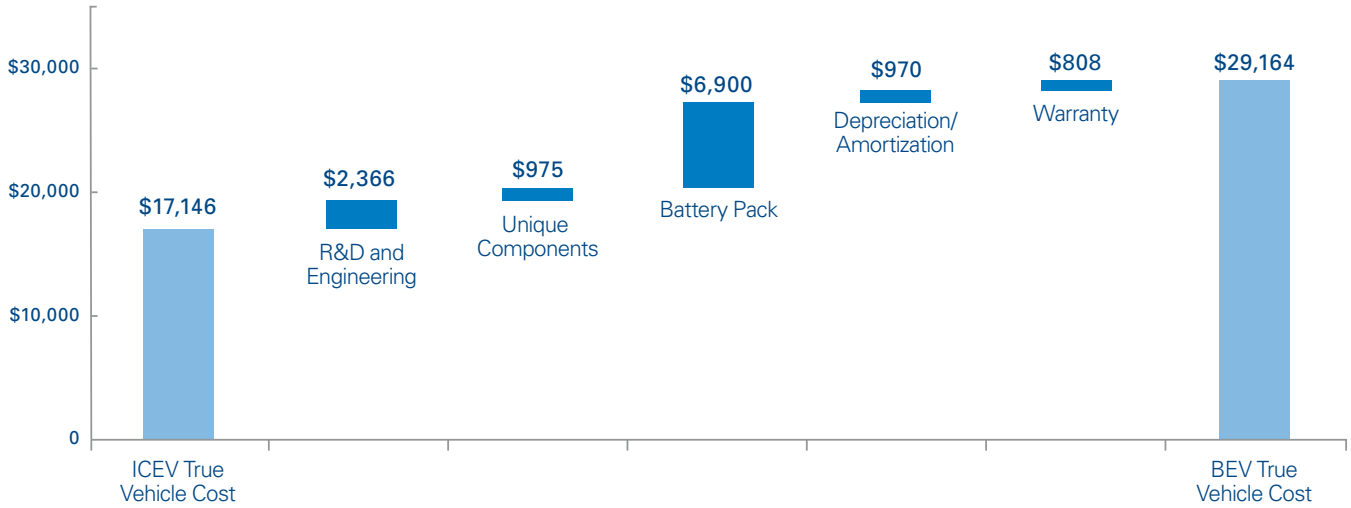 $30,000
$20,000
$10,000
0
$17,146
ICEV True
Vehicle Cost
$2,366
R&D and
Engineering
$975
Unique
Components
$6,900
Battery Pack
$970
Depreciation/
Amortization
$808
Warranty
$29,164
BEV True
Vehicle Cost